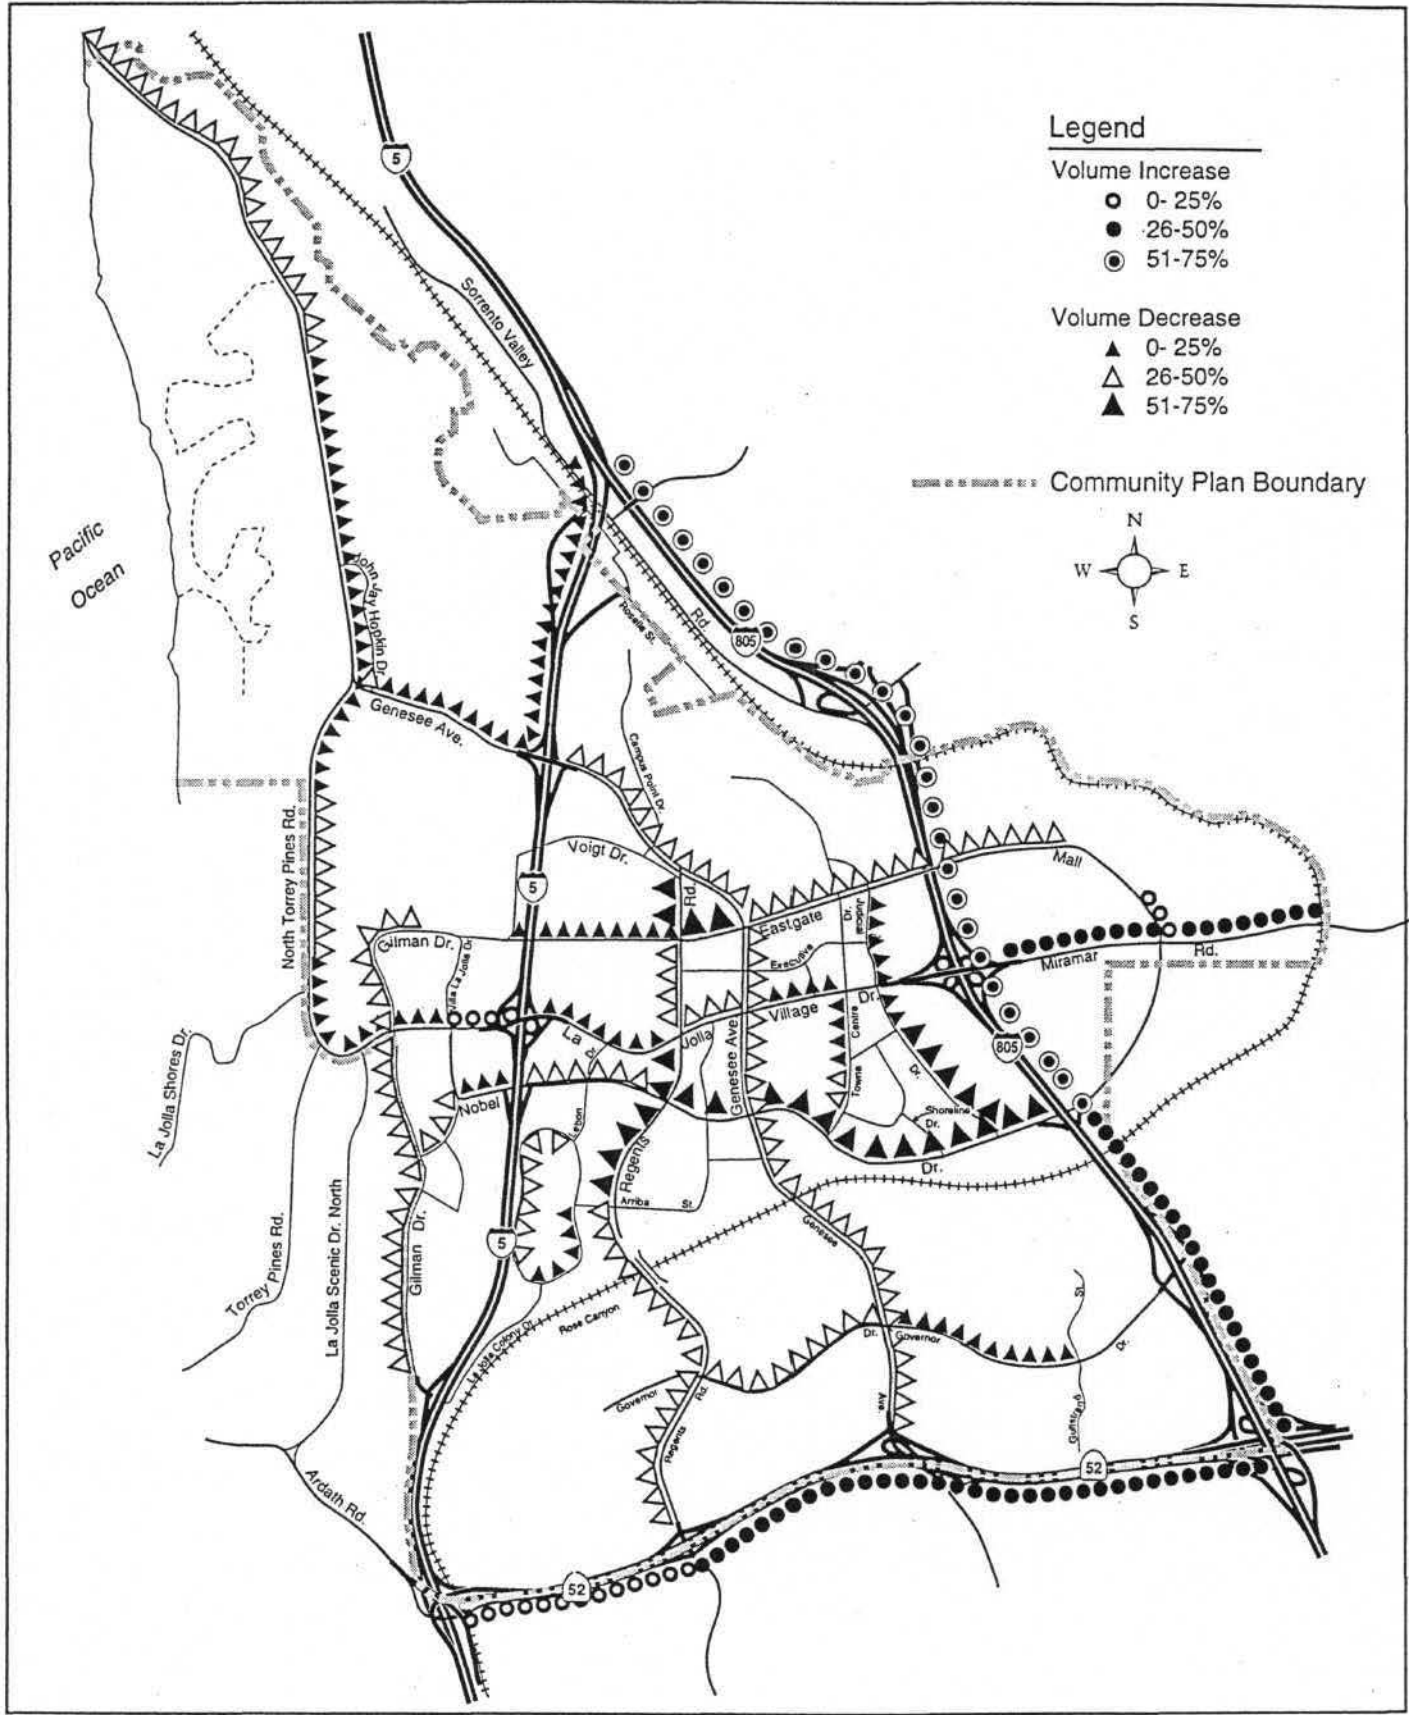 Legend
Volume Increase
0- 25%
26-50%
51-75%
Volume Decrease
0- 25%
26-50%
51-75%
Community Plan Boundary
N
W E
S
5
Sorrento Valley
Rd.
Pacific
Ocean
John Jay Hopkin Dr.
Roselle St.
805
Genesee Ave.
Campus Point Dr.
North Torrey Pines Rd.
Voigt Dr.
Mall
5
Rd.
Eastgate
Judicial
Dr.
Gilman Dr.
Villa La Jolla Dr.
Executive
Miramar
Rd.
La
Jolla
Village
Dr.
Centre
Towne
La Jolla Shores Dr.
805
Dr.
Nobel
Lebon
Dr.
Genesee Ave.
Shoreline
Dr.
Dr.
Regents
Arriba St.
Torrey Pines Rd.
La Jolla Scenic Dr. North
Gilman Dr.
5
Genesee
La Jolla Colony Dr.
Rose Canyon
Dr.
Governor
St.
Dr.
Governor
Rd.
Ave.
Regents
Gullstrand
52
Ardath Rd.
52